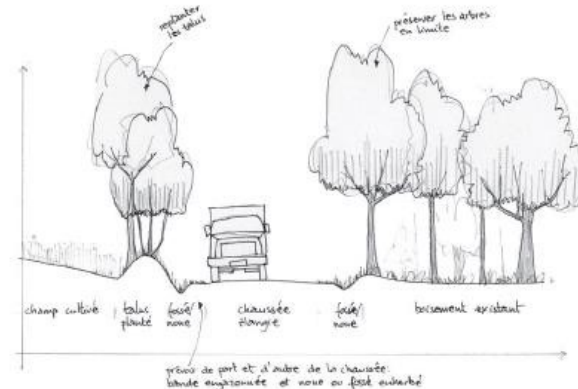 replanter
les talus
préserver les arbres
en limite
champ cultivé
talus
planté
fossé/
noue
chaussée
élargie
fossé/
noue
boisement existant
prévoir de part et d'autre de la chaussée:
bande engazonnée et noue ou fossé enherbé